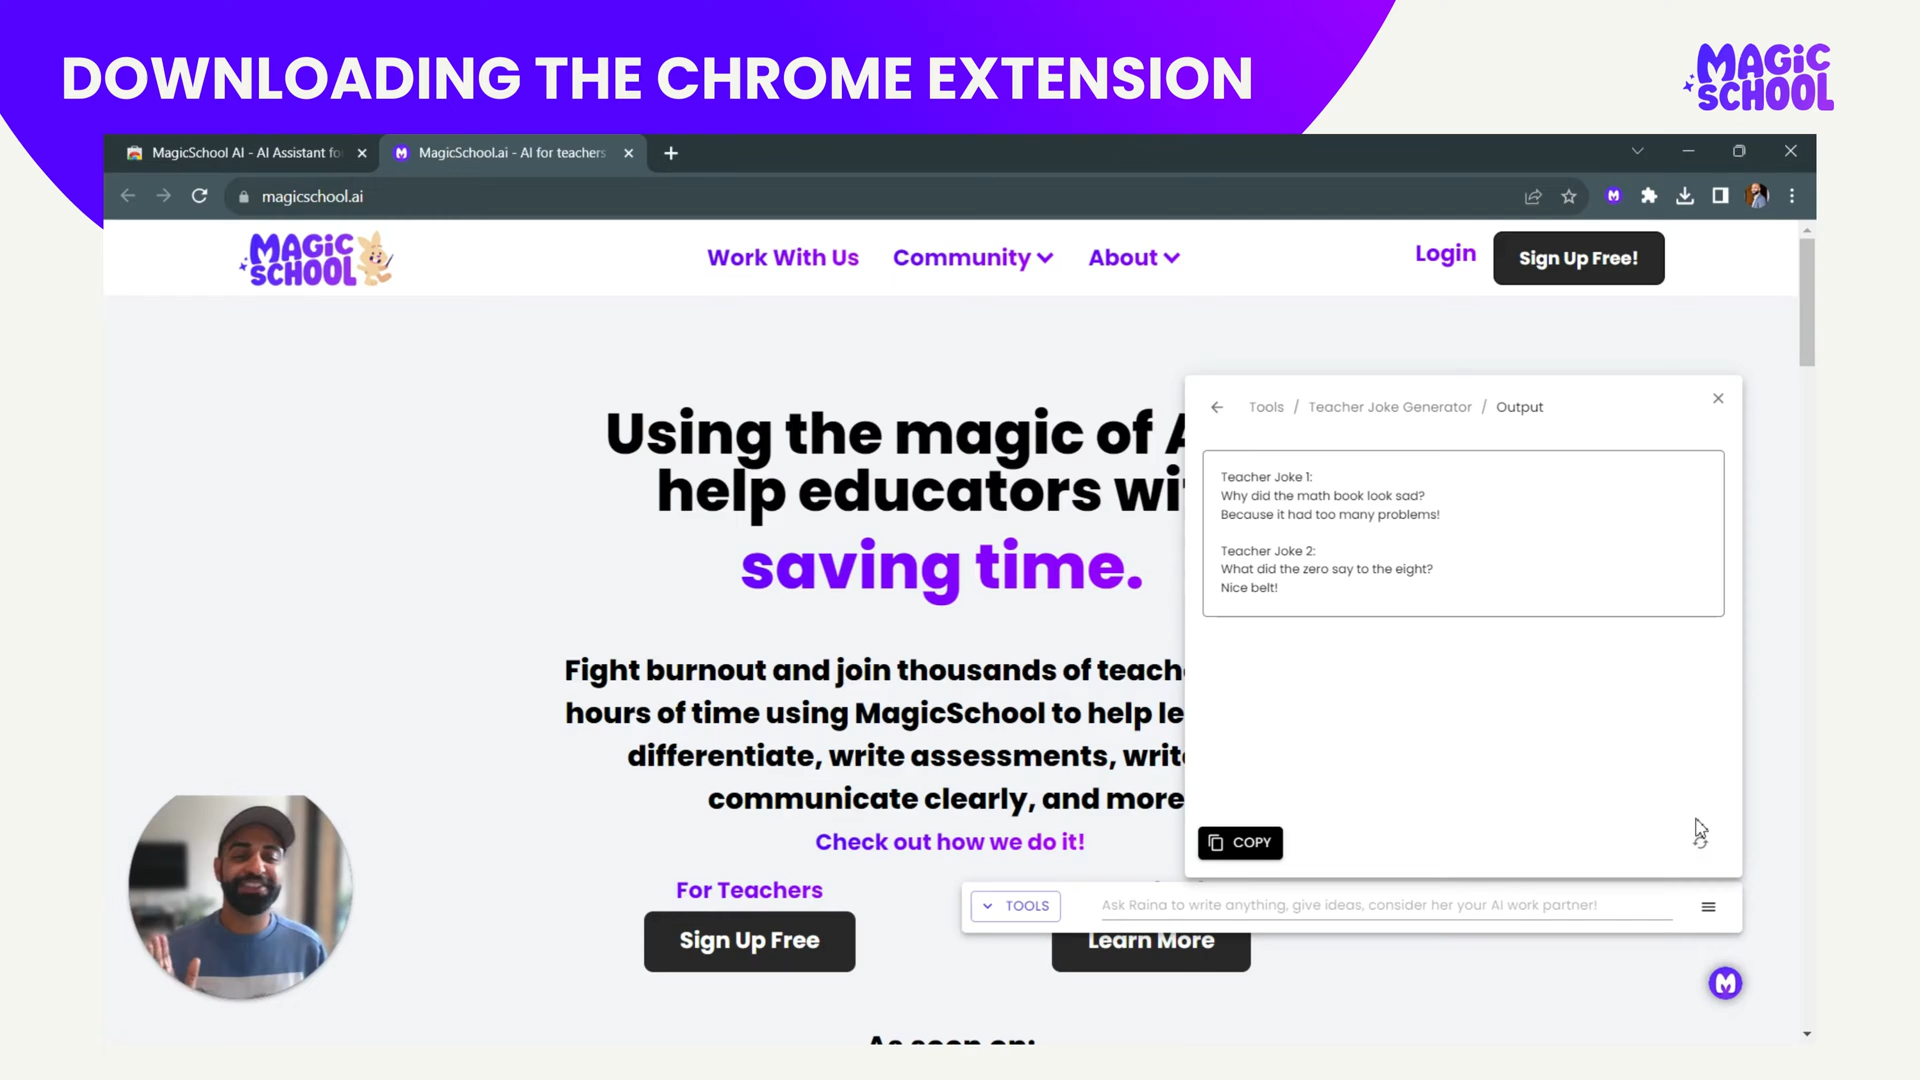 DOWNLOADING THE CHROME EXTENSION
MAGiC
SCHOOL
MagicSchool AI - AI Assistant fo
MagicSchool.ai - AI for teachers
magicschool.ai
MAGiC
SCHOOL
Work With Us
Community
About
Login
Sign Up Free!
Using the magic of A
help educators wi
saving time.
Fight burnout and join thousands of teach
hours of time using MagicSchool to help le
differentiate, write assessments, writ
communicate clearly, and more
Check out how we do it!
For Teachers
Sign Up Free
Learn More
Tools / Teacher Joke Generator / Output
Teacher Joke 1:
Why did the math book look sad?
Because it had too many problems!
Teacher Joke 2:
What did the zero say to the eight?
Nice belt!
COPY
TOOLS
Ask Raina to write anything, give ideas, consider her your AI work partner!
As seen on: